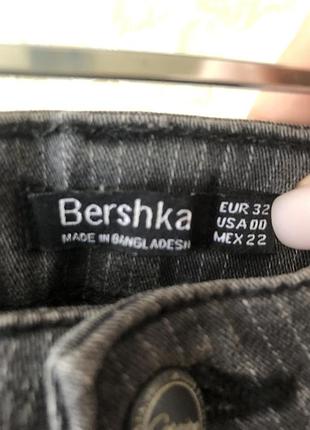 Bershka
MADE IN BANGLADESH
EUR 32
USA 00
MEX 22